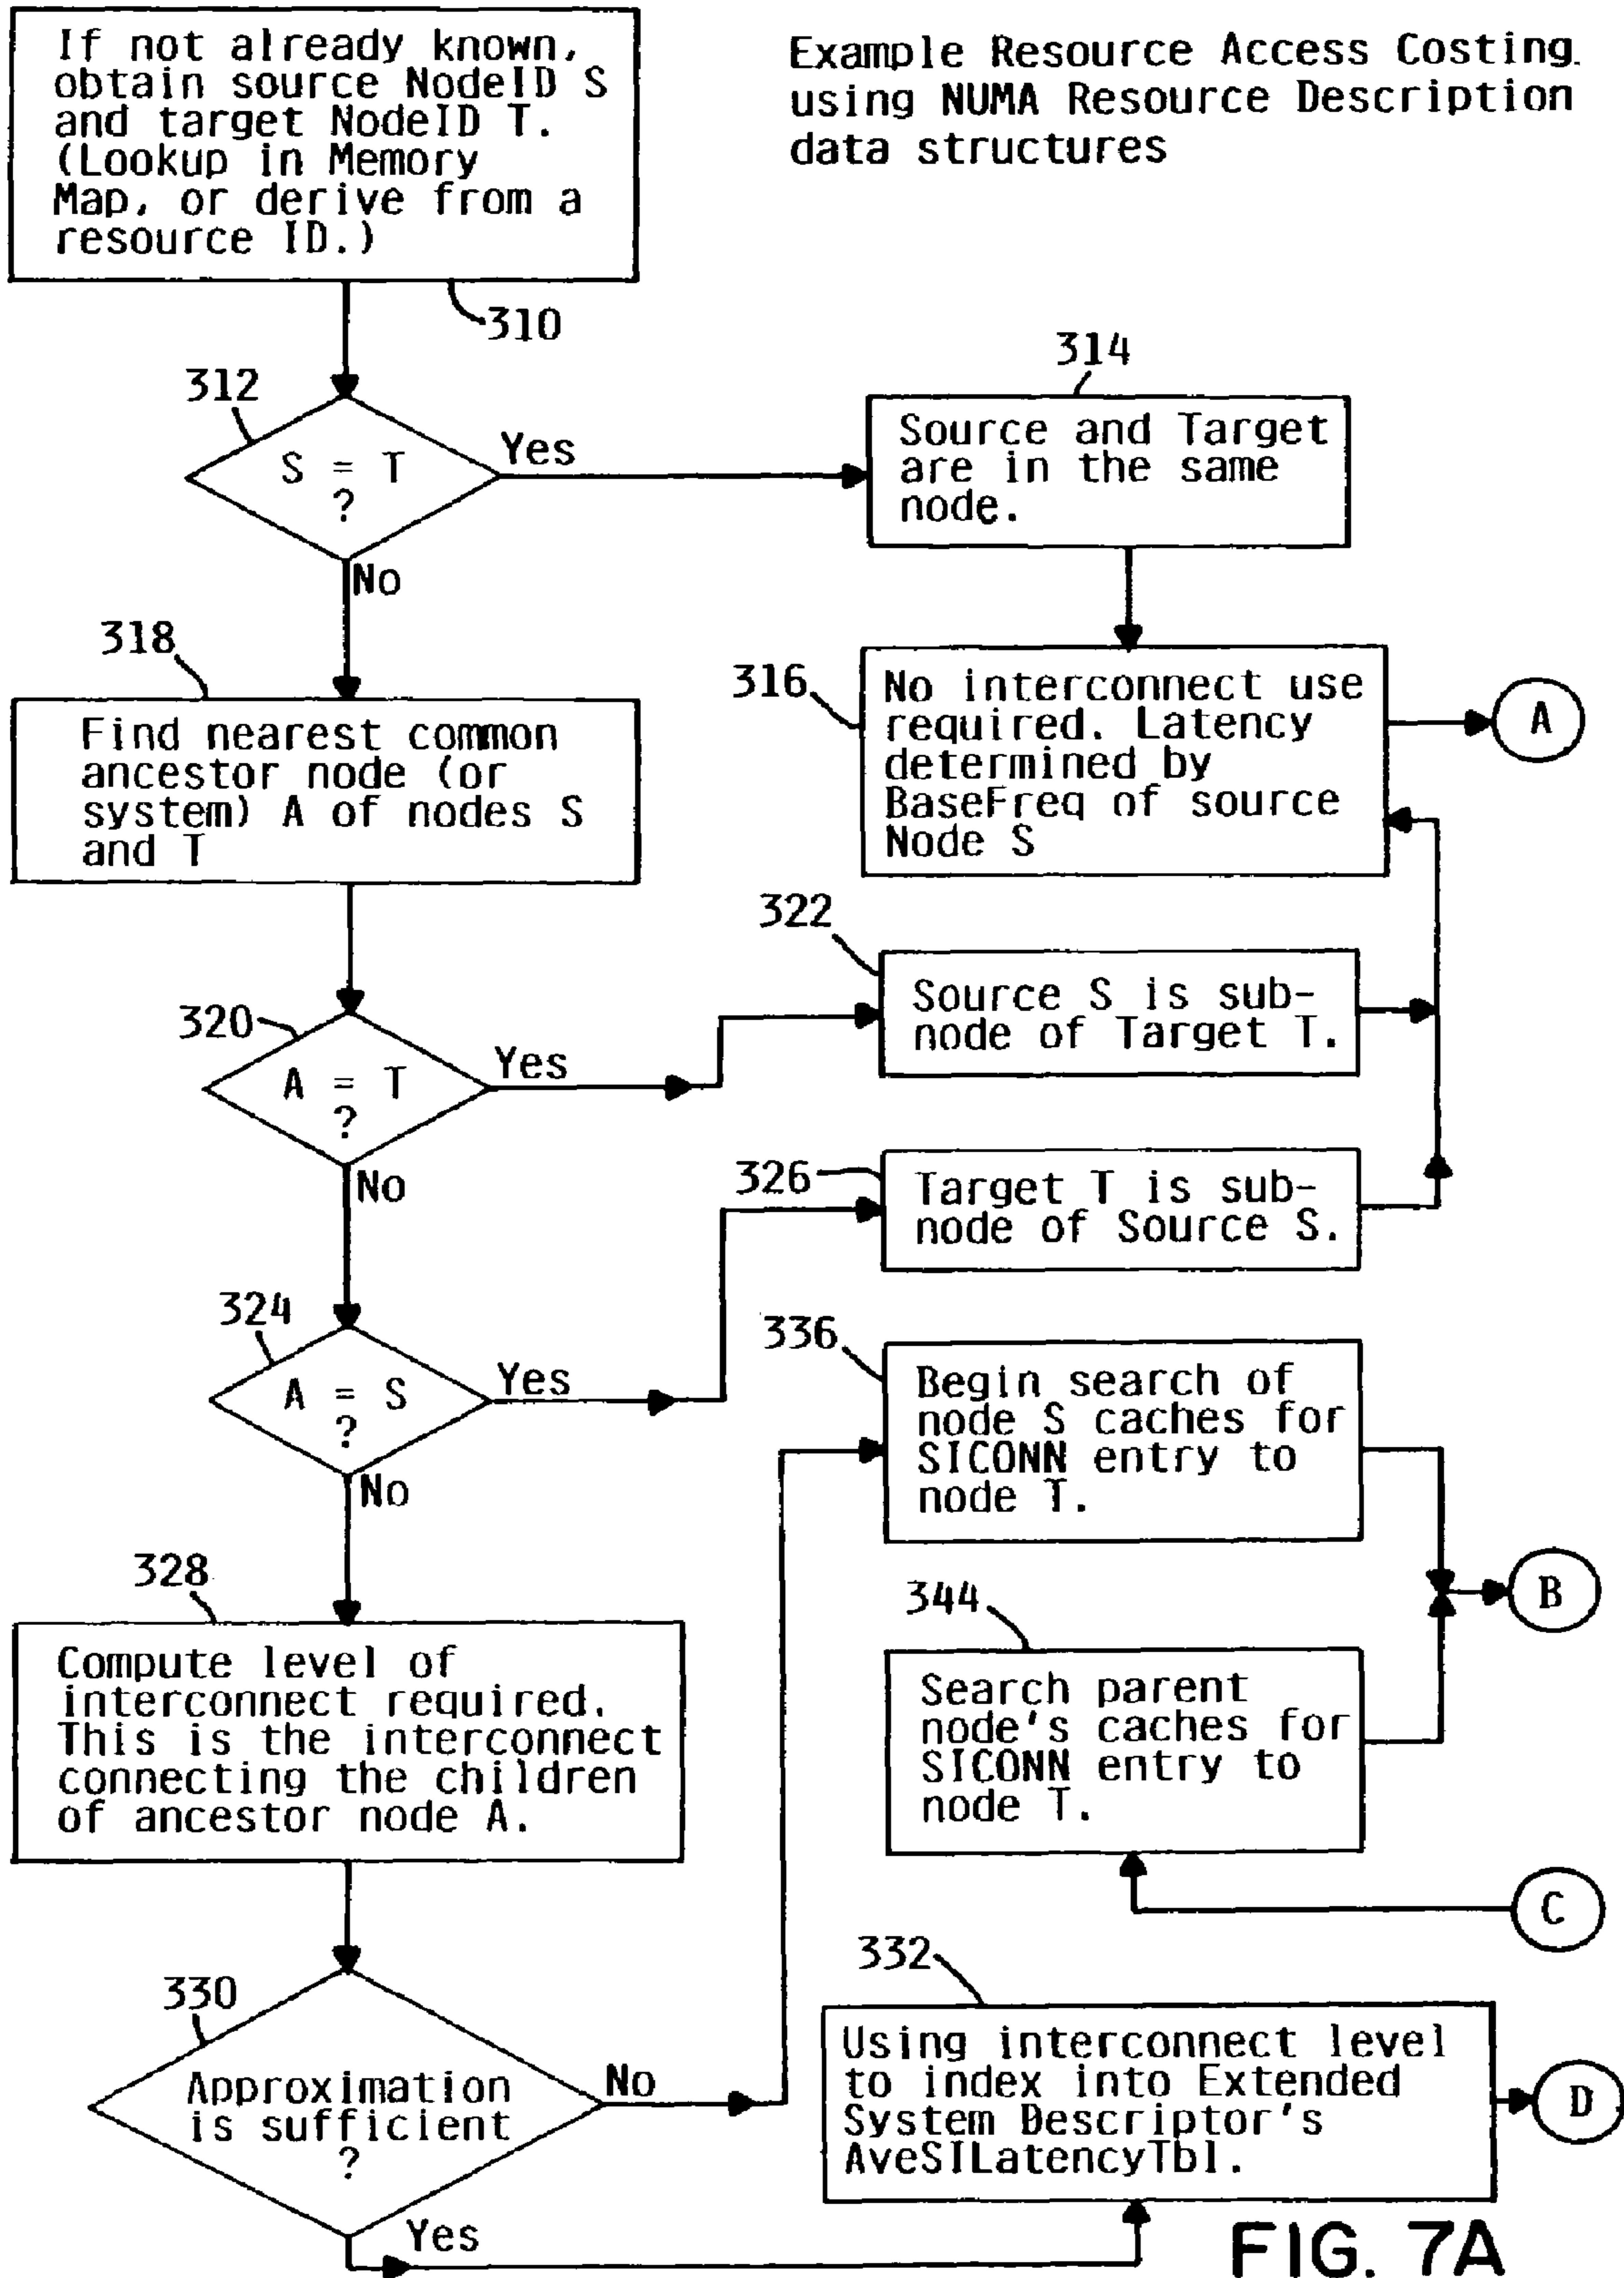 If not already known,
obtain source NodeID S
and target NodeID T.
(Lookup in Memory
Map, or derive from a
resource ID.)
Example Resource Access Costing
using NUMA Resource Description
data structures
310
312
S = T
?
Yes
No
314
Source and Target
are in the same
node.
318
Find nearest common
ancestor node (or
system) A of nodes S
and T
316
No interconnect use
required. Latency
determined by
BaseFreq of source
Node S
A
320
A = T
?
Yes
No
322
Source S is sub-
node of Target T.
324
A = S
?
Yes
No
326
Target T is sub-
node of Source S.
328
Compute level of
interconnect required.
This is the interconnect
connecting the children
of ancestor node A.
336
Begin search of
node S caches for
SICONN entry to
node T.
B
344
Search parent
node's caches for
SICONN entry to
node T.
C
330
Approximation
is sufficient
?
No
Yes
332
Using interconnect level
to index into Extended
System Descriptor's
AveSILatencyTbl.
D
FIG. 7A